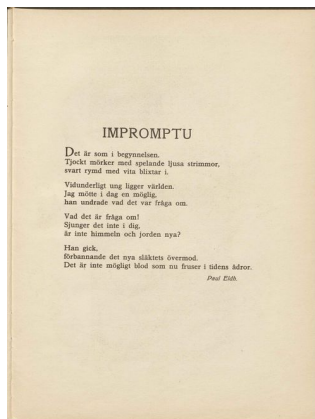 IMPROMPTU
Det är som i begynnelsen.
Tjockt mörker med spelande ljusa strimmor,
svart rymd med vita blixtar i.
Vidunderligt ung ligger världen.
Jag mötte i dag en möglig,
han undrade vad det var fråga om.
Vad det är fråga om!
Sjunger det inte i dig,
är inte himmeln och jorden nya?
Han gick,
förbannande det nya släktets övermod.
Det är inte mögligt blod som nu fruser i tidens ådror.
Paul Eldh.